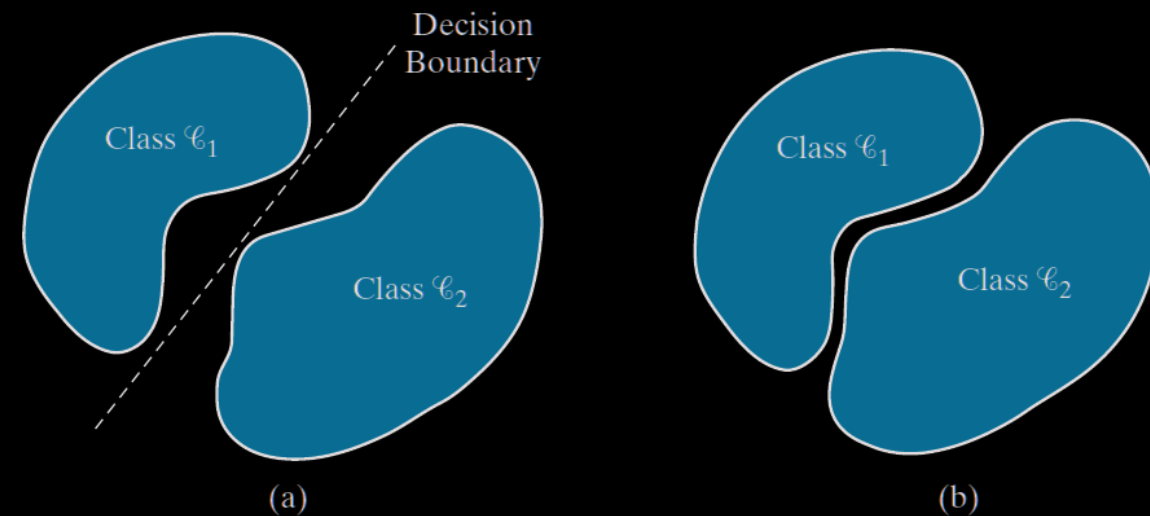 Decision
Boundary
Class 𝒞₁
Class 𝒞₂
(a)
Class 𝒞₁
Class 𝒞₂
(b)